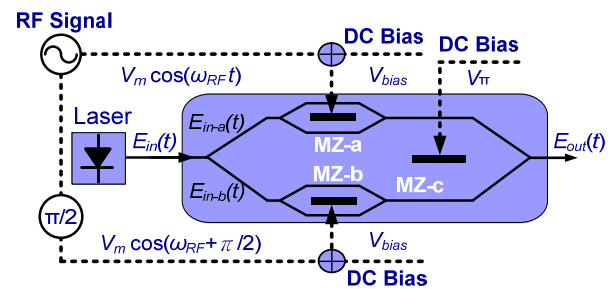 RF Signal
DC Bias
DC Bias
V_m cos(ω_RF t)
V_bias
V_π
Laser
E_in-a(t)
MZ-a
E_in(t)
E_out(t)
MZ-b
MZ-c
E_in-b(t)
π/2
V_m cos(ω_RF+π/2)
V_bias
DC Bias